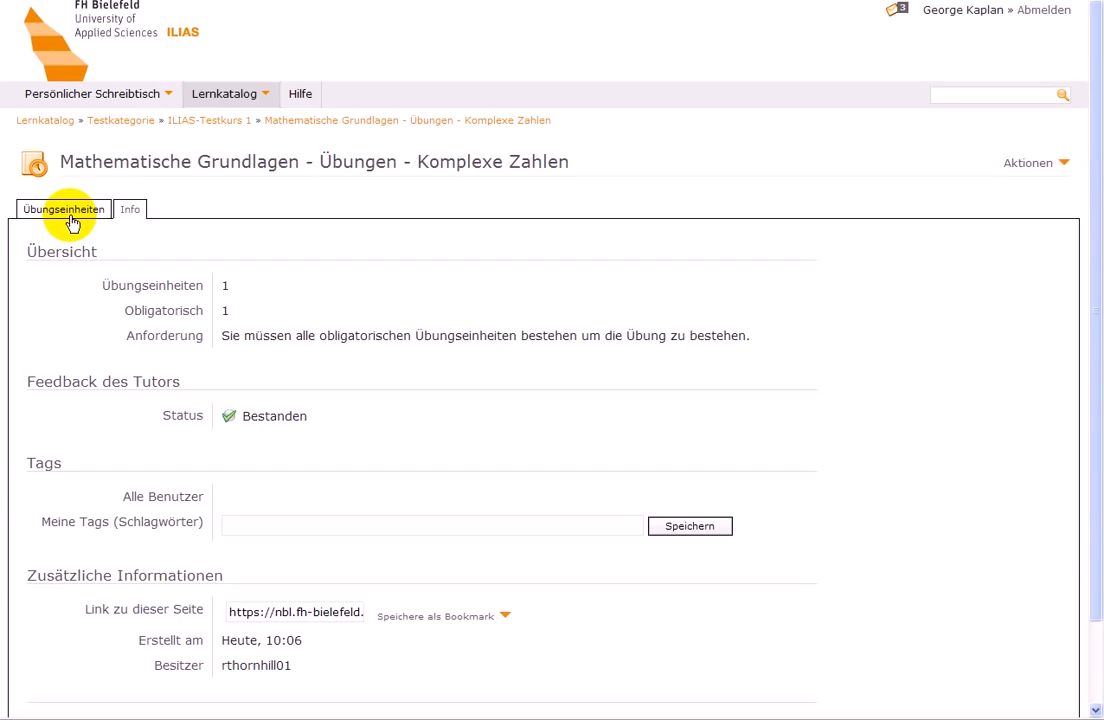 FH Bielefeld
University of
Applied Sciences ILIAS
3 George Kaplan » Abmelden
Persönlicher Schreibtisch Lernkatalog Hilfe
Lernkatalog » Testkategorie » ILIAS-Testkurs 1 » Mathematische Grundlagen - Übungen - Komplexe Zahlen
Mathematische Grundlagen - Übungen - Komplexe Zahlen
Aktionen
Übungseinheiten Info
Übersicht
Übungseinheiten 1
Obligatorisch 1
Anforderung Sie müssen alle obligatorischen Übungseinheiten bestehen um die Übung zu bestehen.
Feedback des Tutors
Status Bestanden
Tags
Alle Benutzer
Meine Tags (Schlagwörter) Speichern
Zusätzliche Informationen
Link zu dieser Seite https://nbl.fh-bielefeld. Speichere als Bookmark
Erstellt am Heute, 10:06
Besitzer rthornhill01